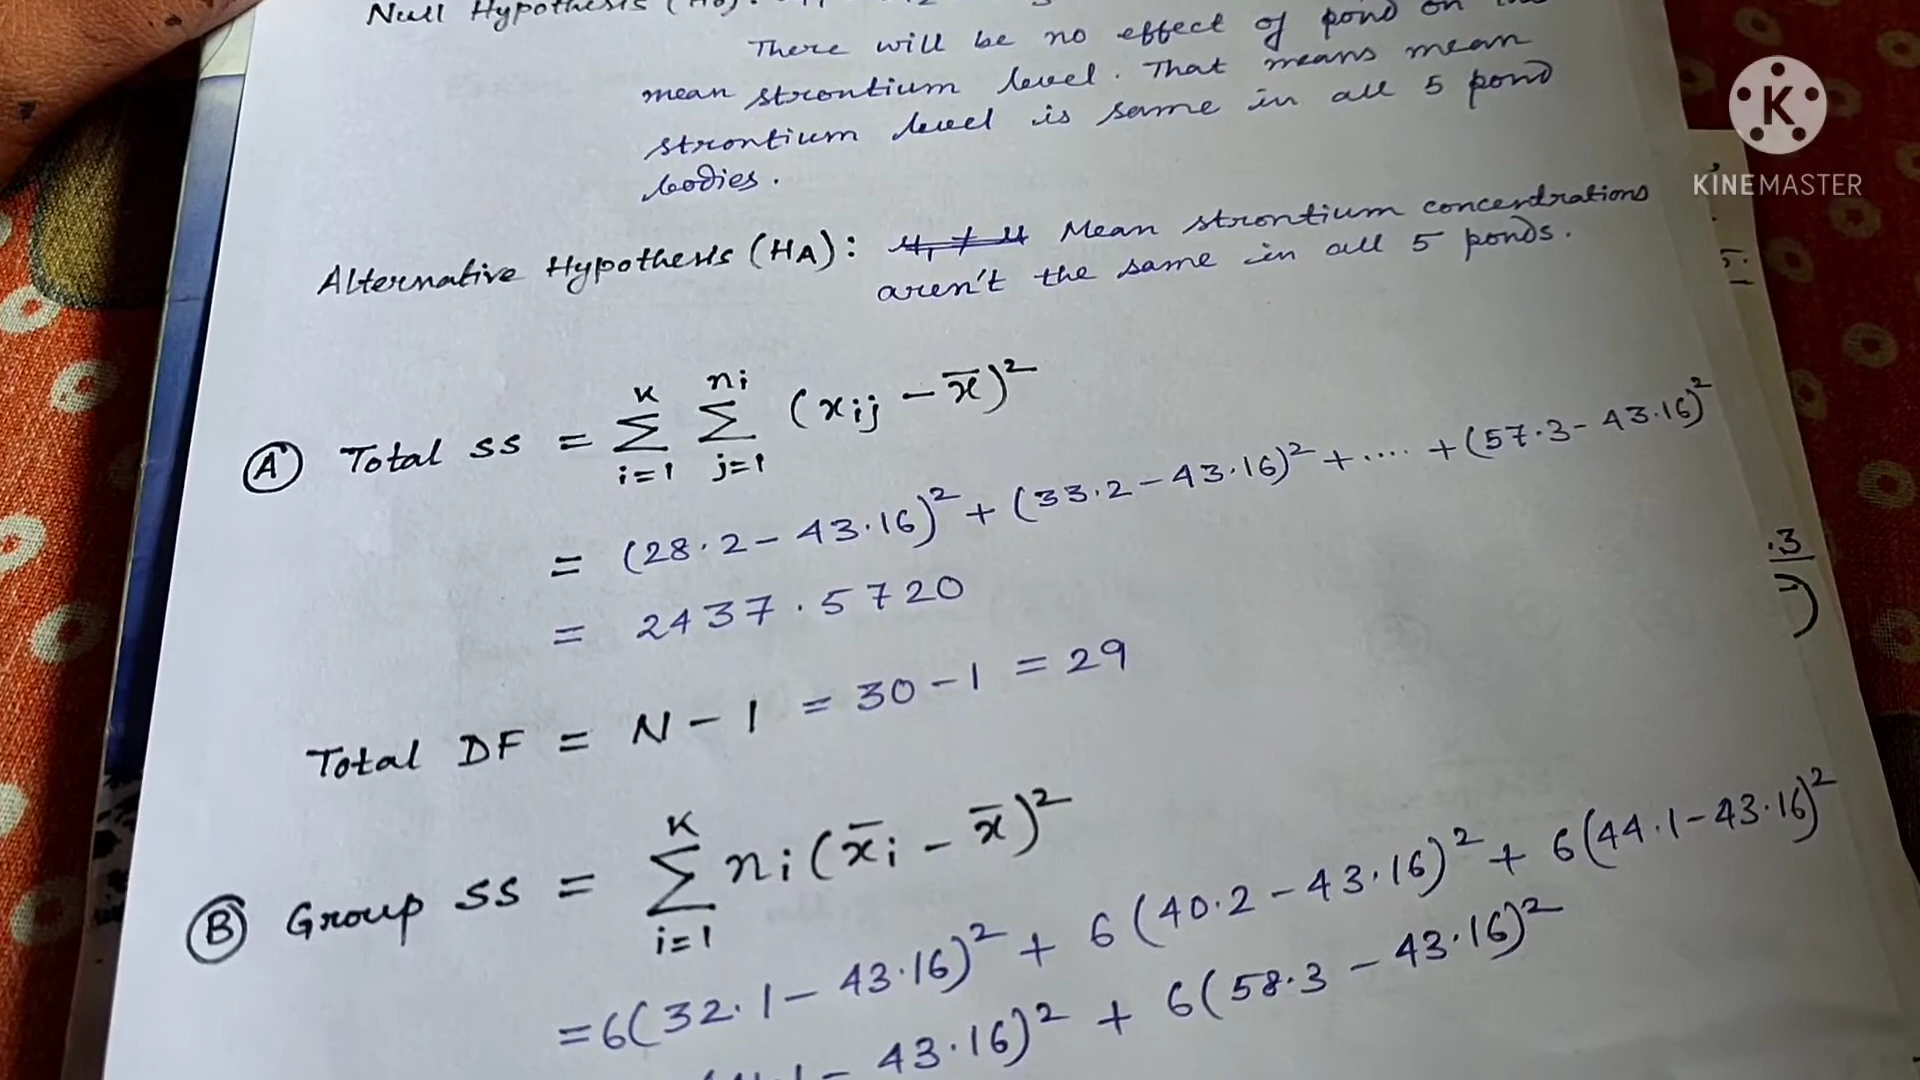 Null Hypothesis
There will be no effect of pond on
mean strontium level. That means mean
strontium level is same in all 5 pond
bodies.
Alternative Hypothesis (HA): Mean strontium concentrations
aren't the same in all 5 ponds.
(A) Total SS = Σ_{i=1}^{K} Σ_{j=1}^{ni} (xij - x̄)²
= (28.2 - 43.16)² + (33.2 - 43.16)² + .... + (57.3 - 43.16)²
= 2437.5720
Total DF = N - 1 = 30 - 1 = 29
(B) Group SS = Σ_{i=1}^{K} ni (x̄i - x̄)²
= 6(32.1 - 43.16)² + 6(40.2 - 43.16)² + 6(44.1 - 43.16)²
- 43.16)² + 6(58.3 - 43.16)²
.3
K
KINEMASTER